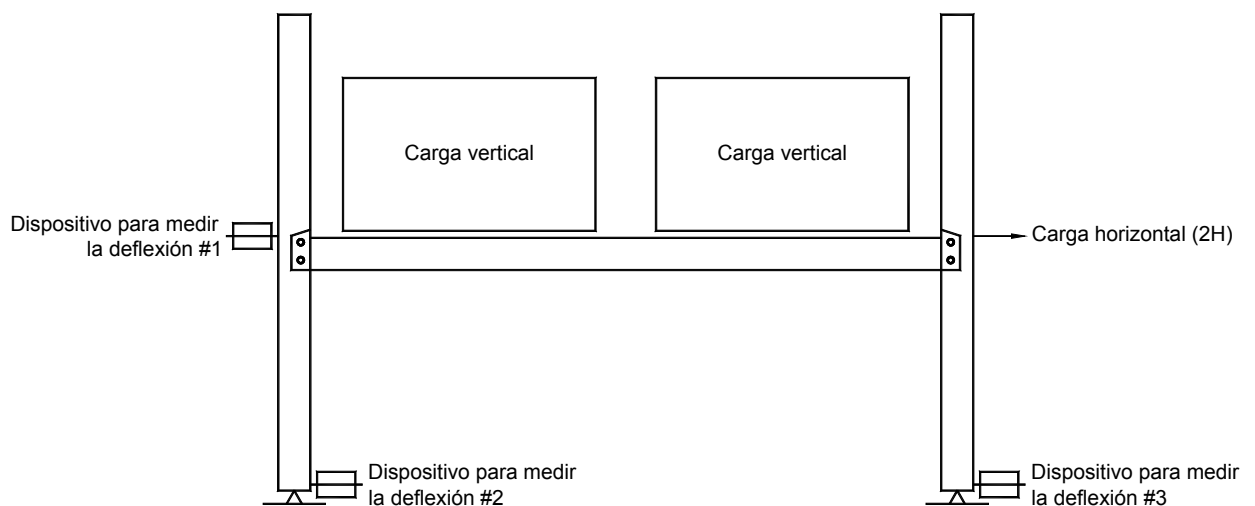 Carga vertical
Carga vertical
Dispositivo para medir
la deflexión #1
Carga horizontal (2H)
Dispositivo para medir
la deflexión #2
Dispositivo para medir
la deflexión #3